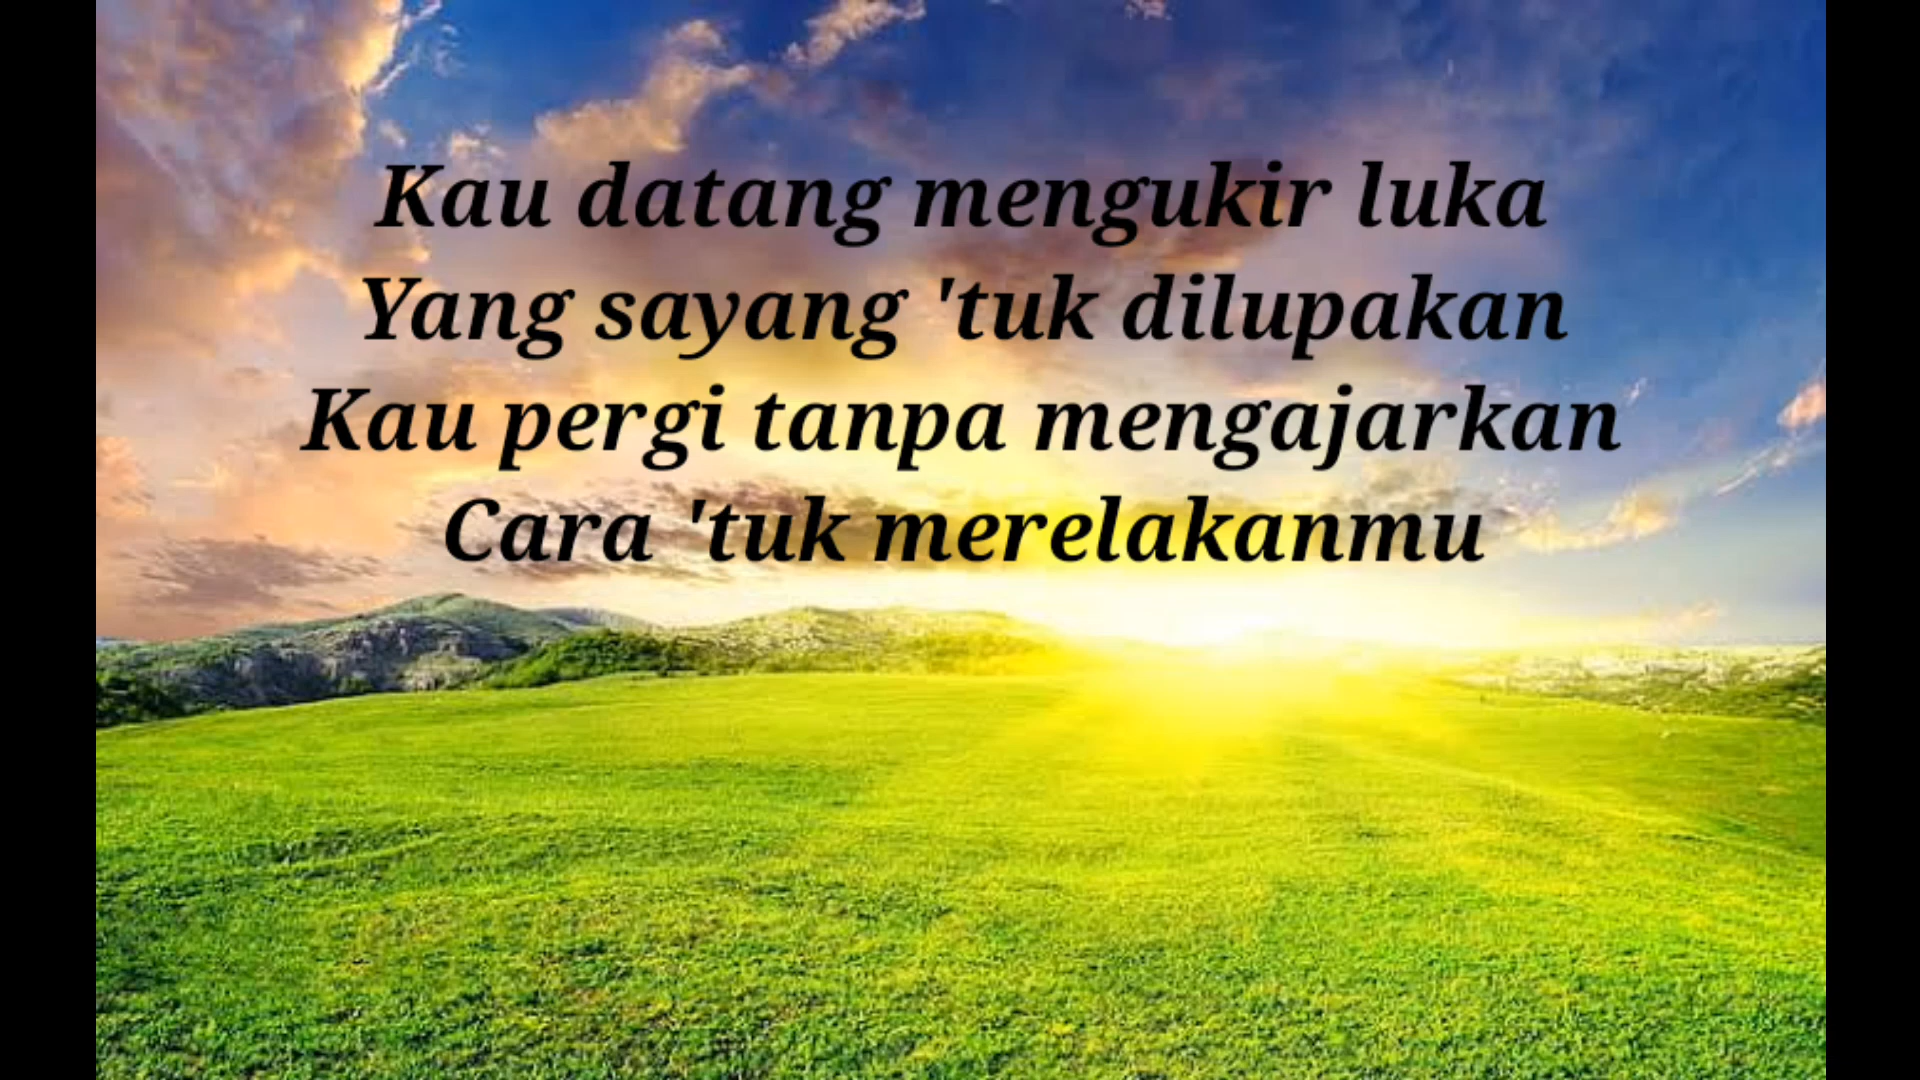 Kau datang mengukir luka
Yang sayang 'tuk dilupakan
Kau pergi tanpa mengajarkan
Cara 'tuk merelakanmu